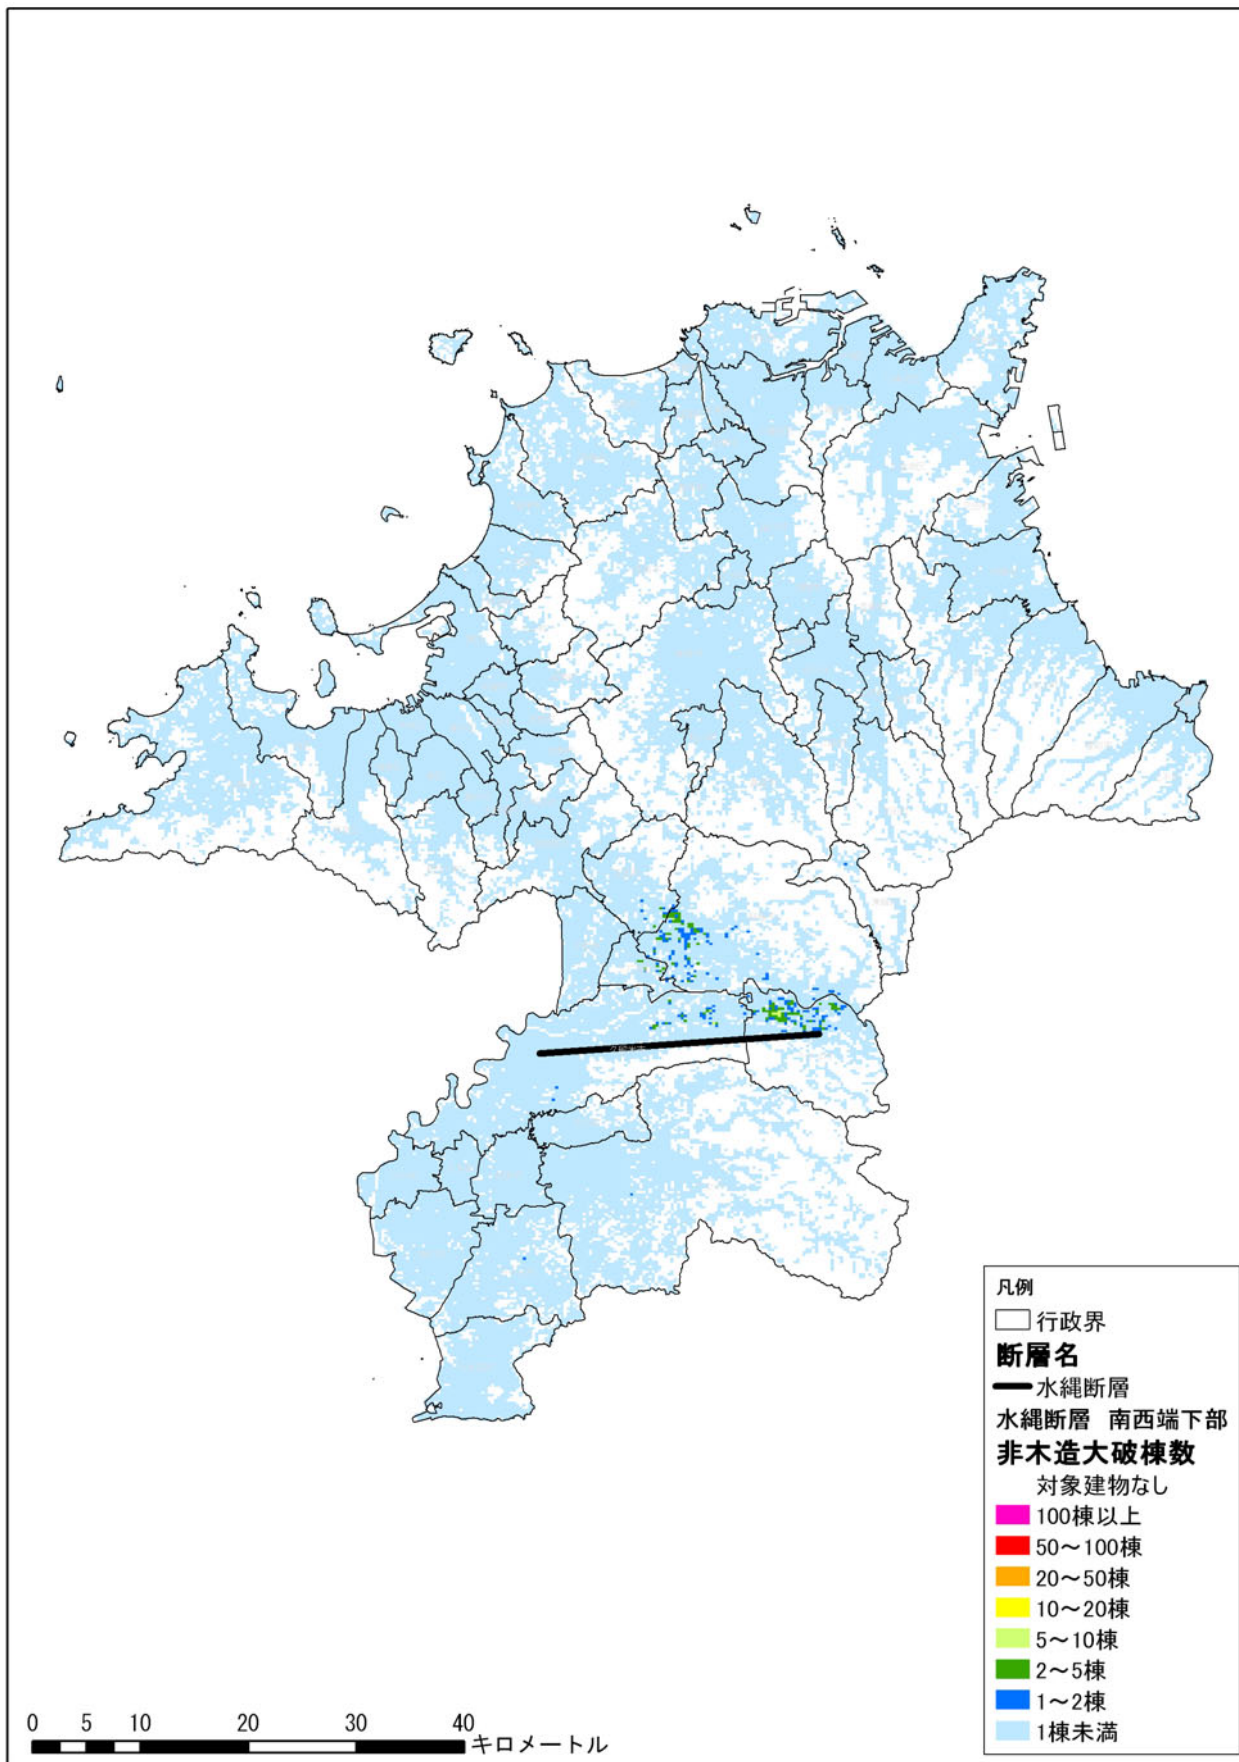 凡例
行政界
断層名
水縄断層
水縄断層 南西端下部
非木造大破棟数
対象建物なし
100棟以上
50～100棟
20～50棟
10～20棟
5～10棟
2～5棟
1～2棟
1棟未満
0 5 10 20 30 40
キロメートル